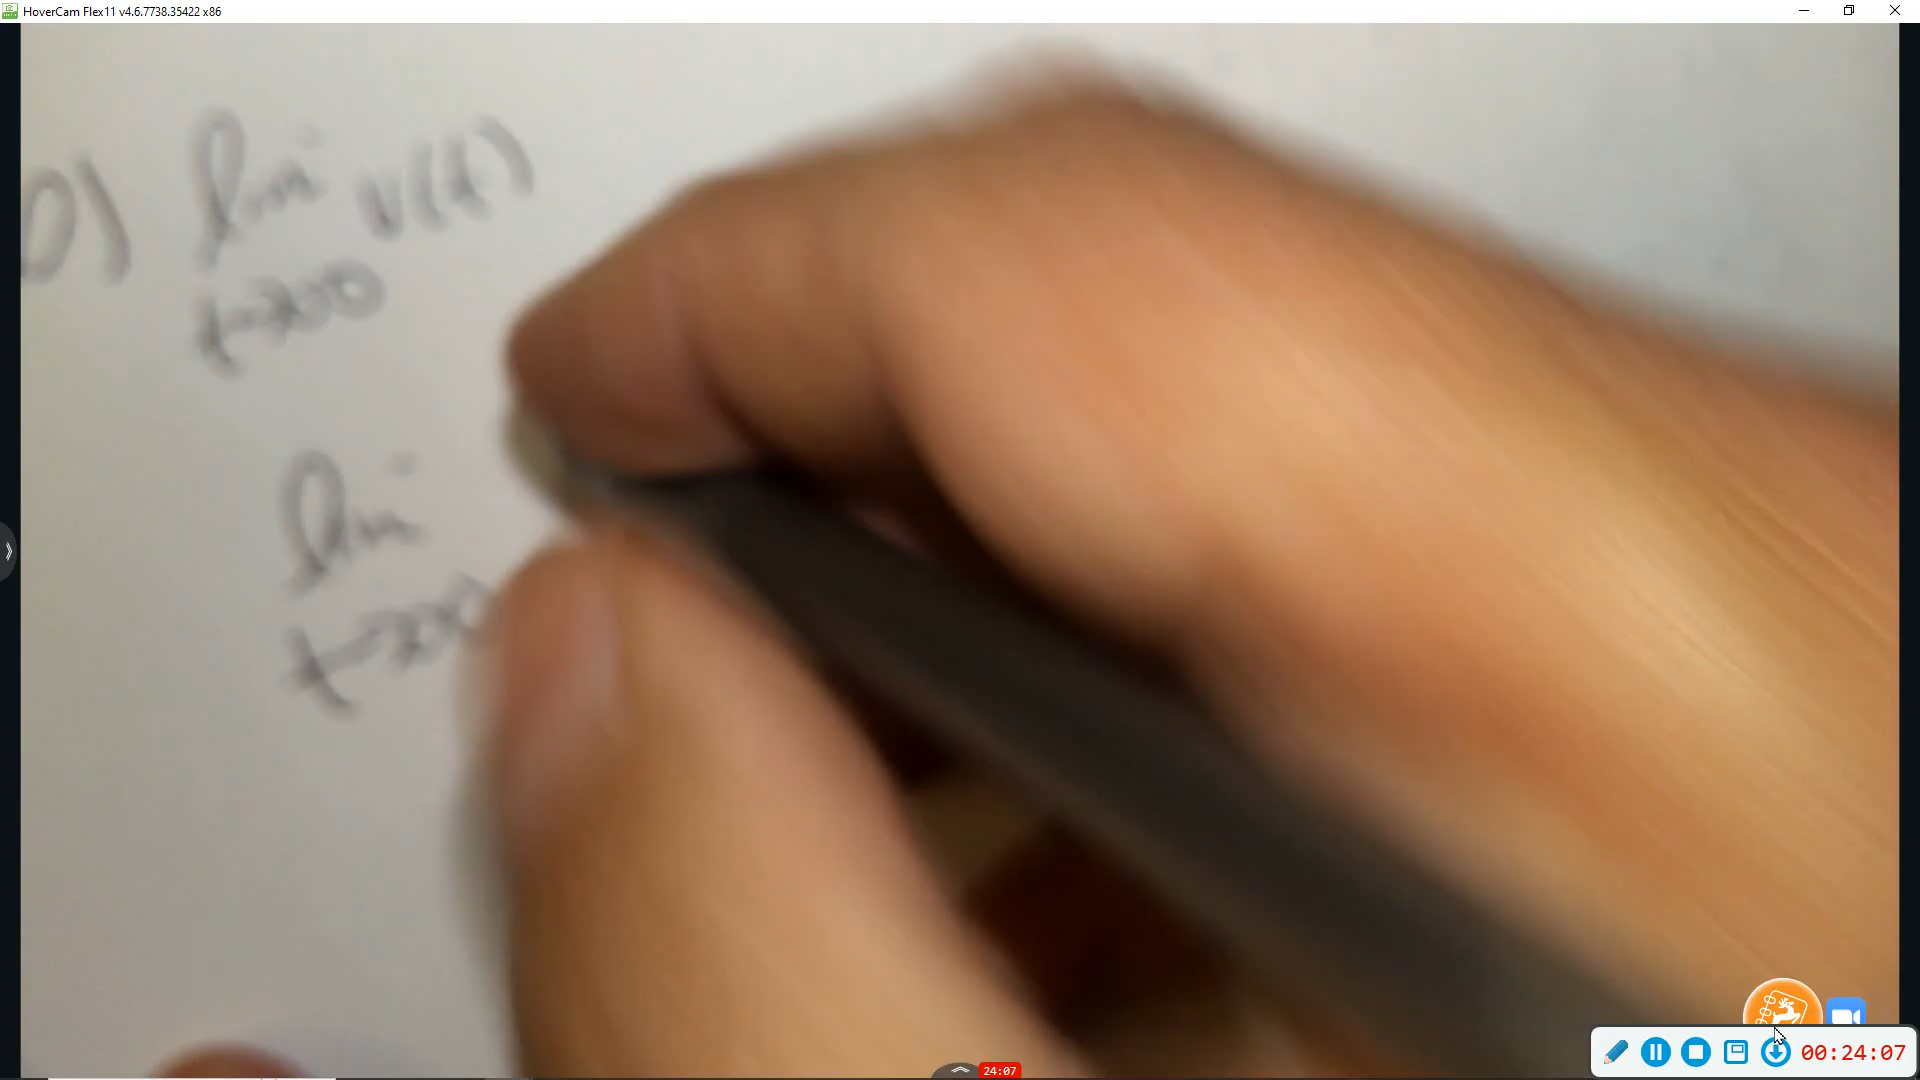 HoverCam Flex11 v4.6.7738.35422 x86
b) lim v(t)
t→∞
lim
t→∞
24:07
00:24:07